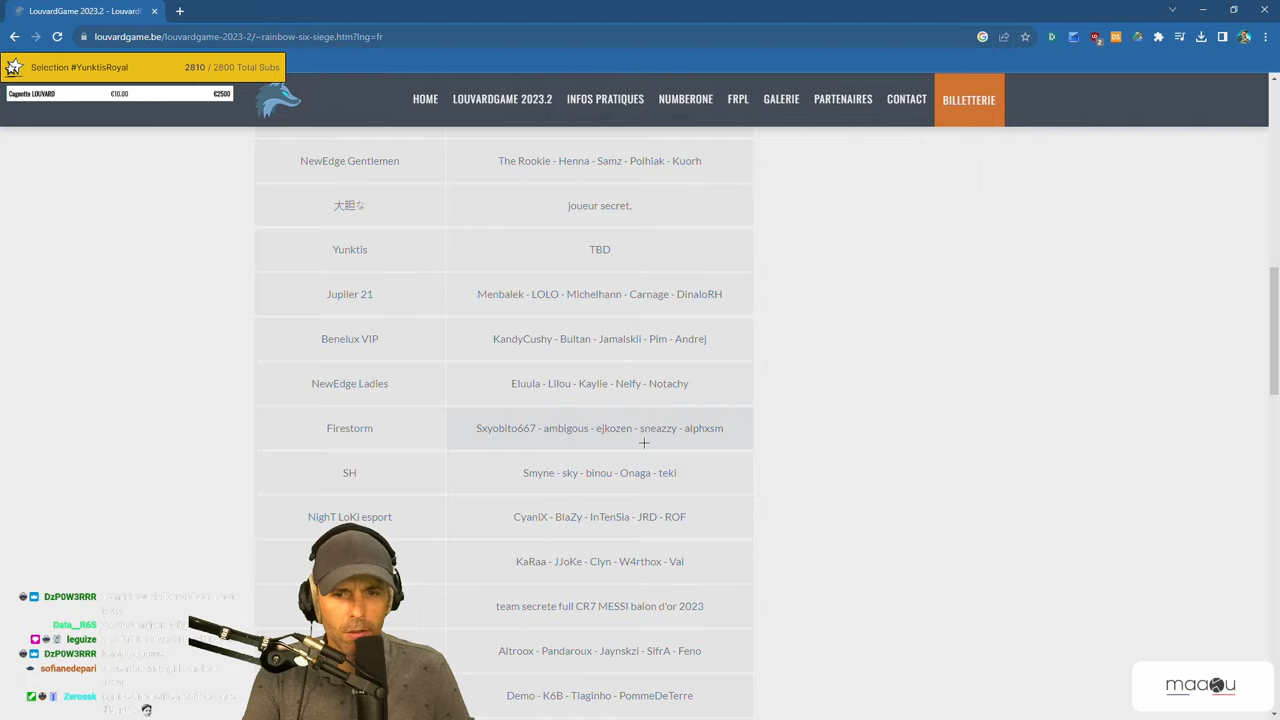 LouvardGame 2023.2 - LouvardG
louvardgame.be/louvardgame-2023-2/~rainbow-six-siege.htm?lng=fr
Selection #YunktisRoyal 2810 / 2800 Total Subs
Cagnotte LOUVARD €10.00 €2500
HOME LOUVARDGAME 2023.2 INFOS PRATIQUES NUMBERONE FRPL GALERIE PARTENAIRES CONTACT BILLETTERIE
NewEdge Gentlemen The Rookie - Henna - Samz - Polhiak - Kuorh
大胆な joueur secret.
Yunktis TBD
Jupiler 21 Menbalek - LOLO - Michelhann - Carnage - DinaloRH
Benelux VIP KandyCushy - Bultan - Jamalskii - Pim - Andrej
NewEdge Ladies Eluula - Lilou - Kaylie - Nelfy - Notachy
Firestorm Sxyobito667 - ambigous - ejkozen - sneazzy - alphxsm
SH Smyne - sky - binou - Onaga - teki
NighT LoKi esport CyaniX - BlaZy - InTenSia - JRD - ROF
KaRaa - JJoKe - Clyn - W4rthox - Val
team secrete full CR7 MESSI balon d'or 2023
Altroox - Pandaroux - Jaynskzi - SifrA - Feno
Demo - K6B - Tiaginho - PommeDeTerre
DzP0W3RRR
Data__R6S
leguize
DzP0W3RRR
sofianedepari
Zerossk
maaou